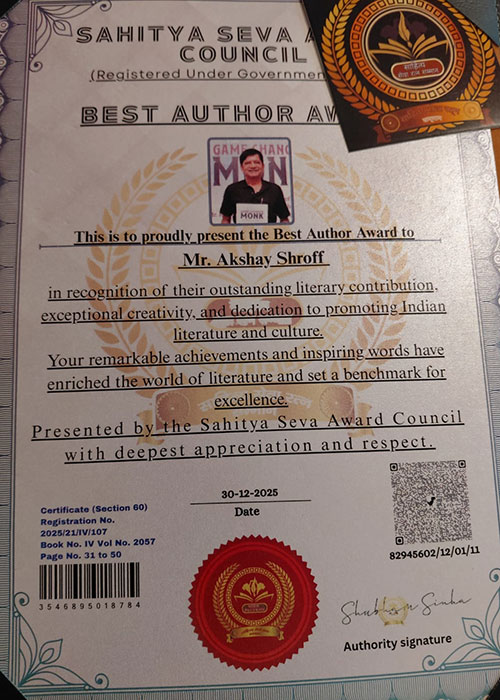 SAHITYA SEVA A
COUNCIL
(Registered Under Governmen
BEST AUTHOR AW
GAME CHANG
MONK
This is to proudly present the Best Author Award to
Mr. Akshay Shroff
in recognition of their outstanding literary contribution,
exceptional creativity, and dedication to promoting Indian
literature and culture.
Your remarkable achievements and inspiring words have
enriched the world of literature and set a benchmark for
excellence.
Presented by the Sahitya Seva Award Council
with deepest appreciation and respect.
30-12-2025
Date
Certificate (Section 60)
Registration No.
2025/21/IV/107
Book No. IV Vol No. 2057
Page No. 31 to 50
3546895018784
82945602/12/01/11
Shubham Sinha
Authority signature
साहित्य